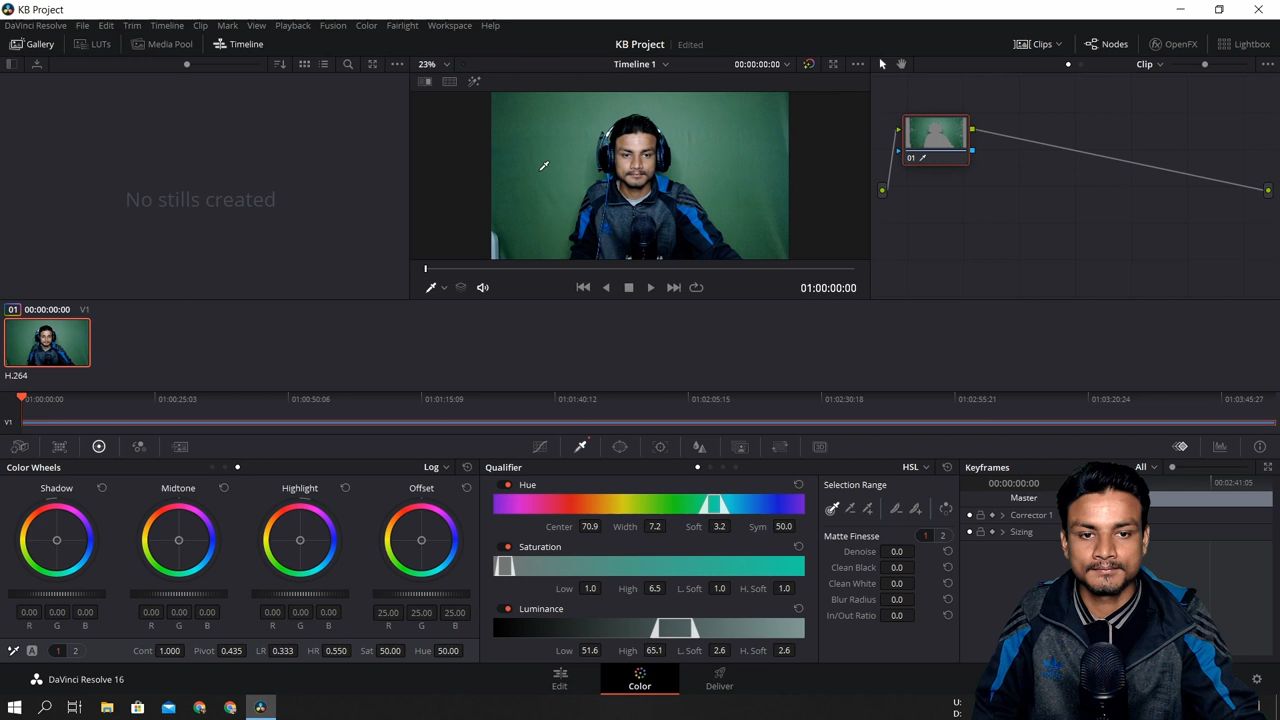 KB Project
DaVinci Resolve File Edit Trim Timeline Clip Mark View Playback Fusion Color Fairlight Workspace Help
Gallery LUTs Media Pool Timeline KB Project Edited Clips Nodes OpenFX Lightbox
23% Timeline 1 00:00:00:00 Clip
No stills created
01
01:00:00:00
01 00:00:00:00 V1
H.264
01:00:00:00 01:00:25:03 01:00:50:06 01:01:15:09 01:01:40:12 01:02:05:15 01:02:30:18 01:02:55:21 01:03:20:24 01:03:45:27
V1
Color Wheels Log Qualifier HSL Keyframes All
Shadow Midtone Highlight Offset
Hue
Center 70.9 Width 7.2 Soft 3.2 Sym 50.0
Saturation
Low 1.0 High 6.5 L. Soft 1.0 H. Soft 1.0
Luminance
Low 51.6 High 65.1 L. Soft 2.6 H. Soft 2.6
0.00 0.00 0.00 0.00 0.00 0.00 0.00 0.00 0.00 25.00 25.00 25.00
R G B R G B R G B R G B
A 1 2 Cont 1.000 Pivot 0.435 LR 0.333 HR 0.550 Sat 50.00 Hue 50.00
Selection Range
Matte Finesse 1 2
Denoise 0.0
Clean Black 0.0
Clean White 0.0
Blur Radius 0.0
In/Out Ratio 0.0
00:00:00:00 00:02:41:05
Master
Corrector 1
Sizing
DaVinci Resolve 16 Edit Color Deliver
U:
D: